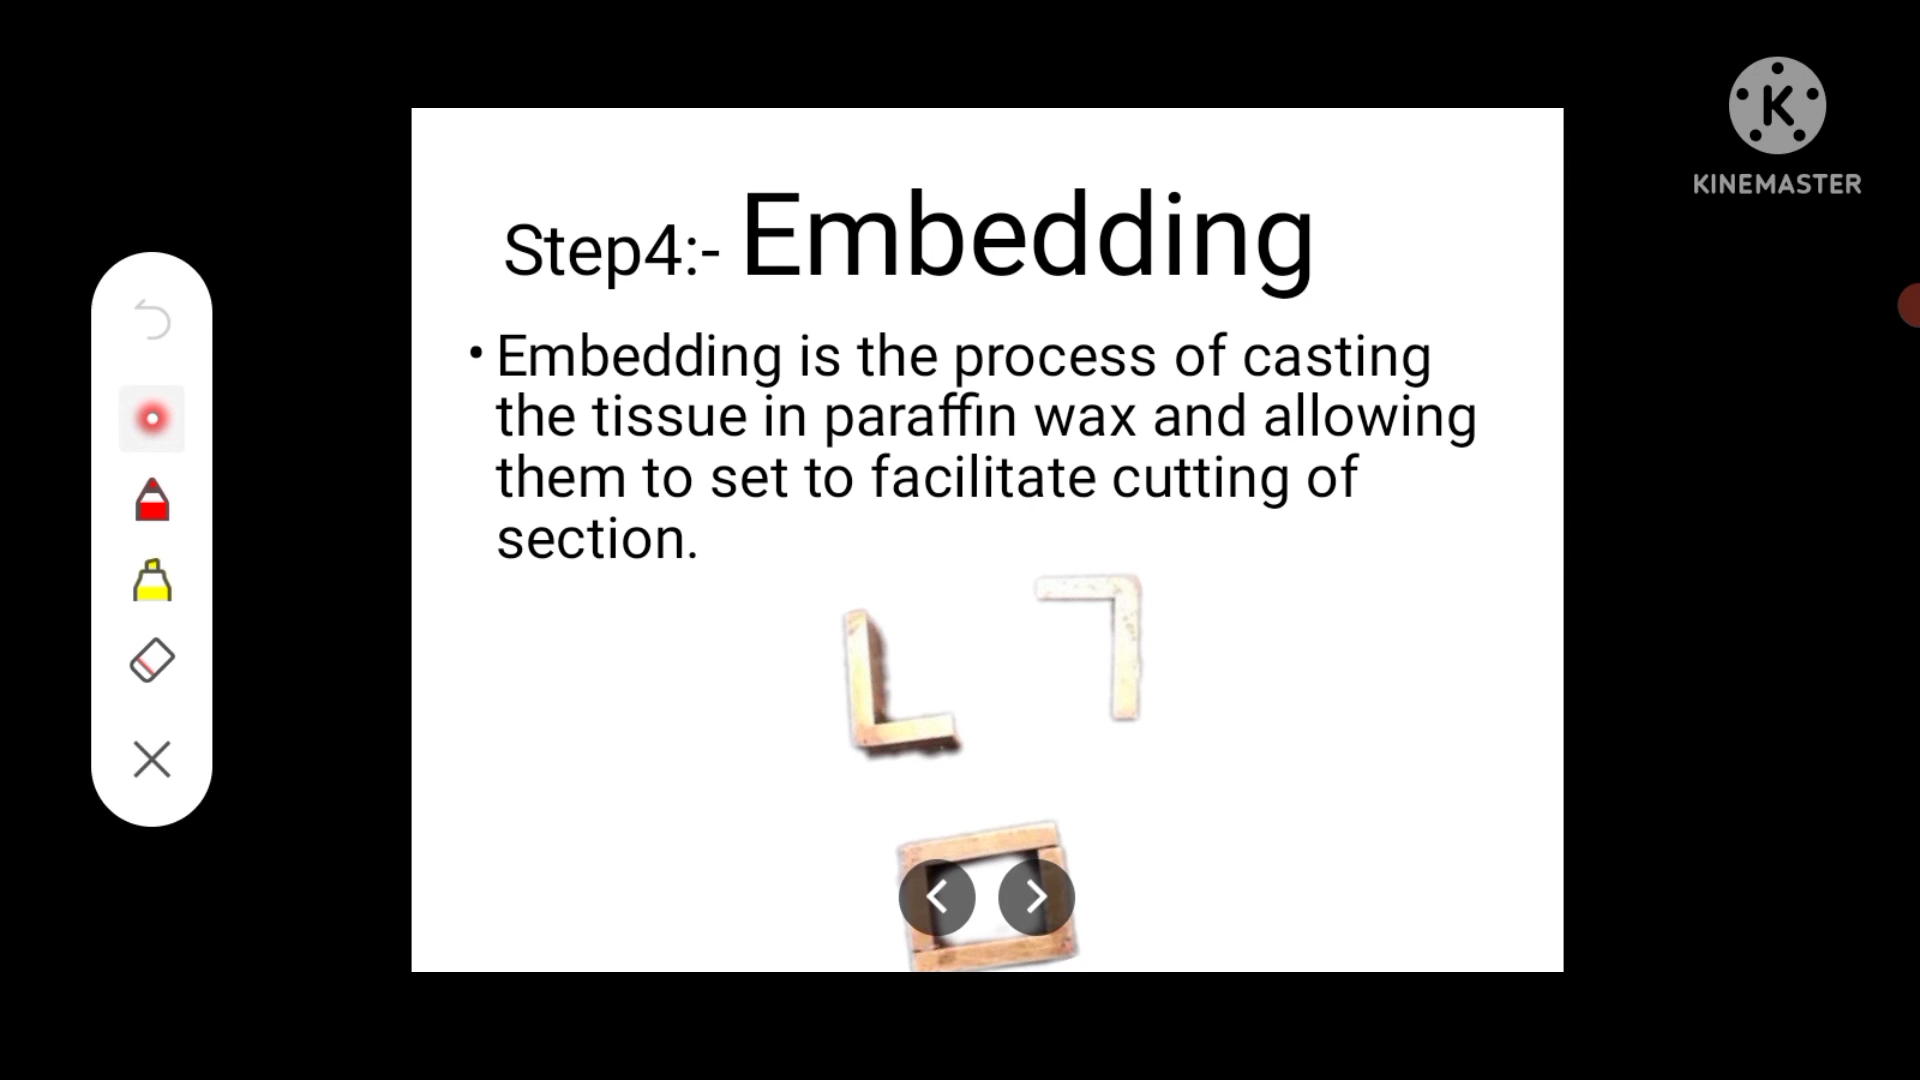 KINEMASTER
Step4:- Embedding
• Embedding is the process of casting
the tissue in paraffin wax and allowing
them to set to facilitate cutting of
section.